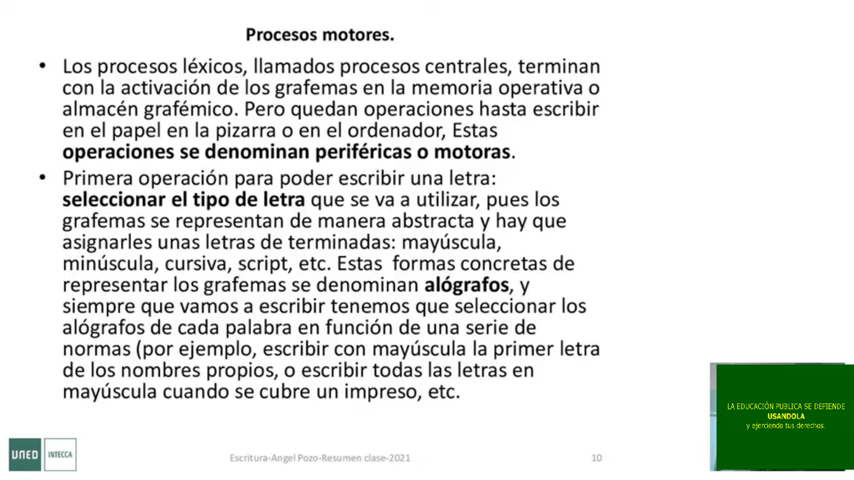 Procesos motores.
• Los procesos léxicos, llamados procesos centrales, terminan
con la activación de los grafemas en la memoria operativa o
almacén grafémico. Pero quedan operaciones hasta escribir
en el papel en la pizarra o en el ordenador, Estas
operaciones se denominan periféricas o motoras.
• Primera operación para poder escribir una letra:
seleccionar el tipo de letra que se va a utilizar, pues los
grafemas se representan de manera abstracta y hay que
asignarles unas letras de terminadas: mayúscula,
minúscula, cursiva, script, etc. Estas formas concretas de
representar los grafemas se denominan alógrafos, y
siempre que vamos a escribir tenemos que seleccionar los
alógrafos de cada palabra en función de una serie de
normas (por ejemplo, escribir con mayúscula la primer letra
de los nombres propios, o escribir todas las letras en
mayúscula cuando se cubre un impreso, etc.
LA EDUCACIÓN PUBLICA SE DEFIENDE
USANDOLA
y ejerciendo tus derechos.
UNED INTECCA
Escritura-Angel Pozo-Resumen clase-2021
10